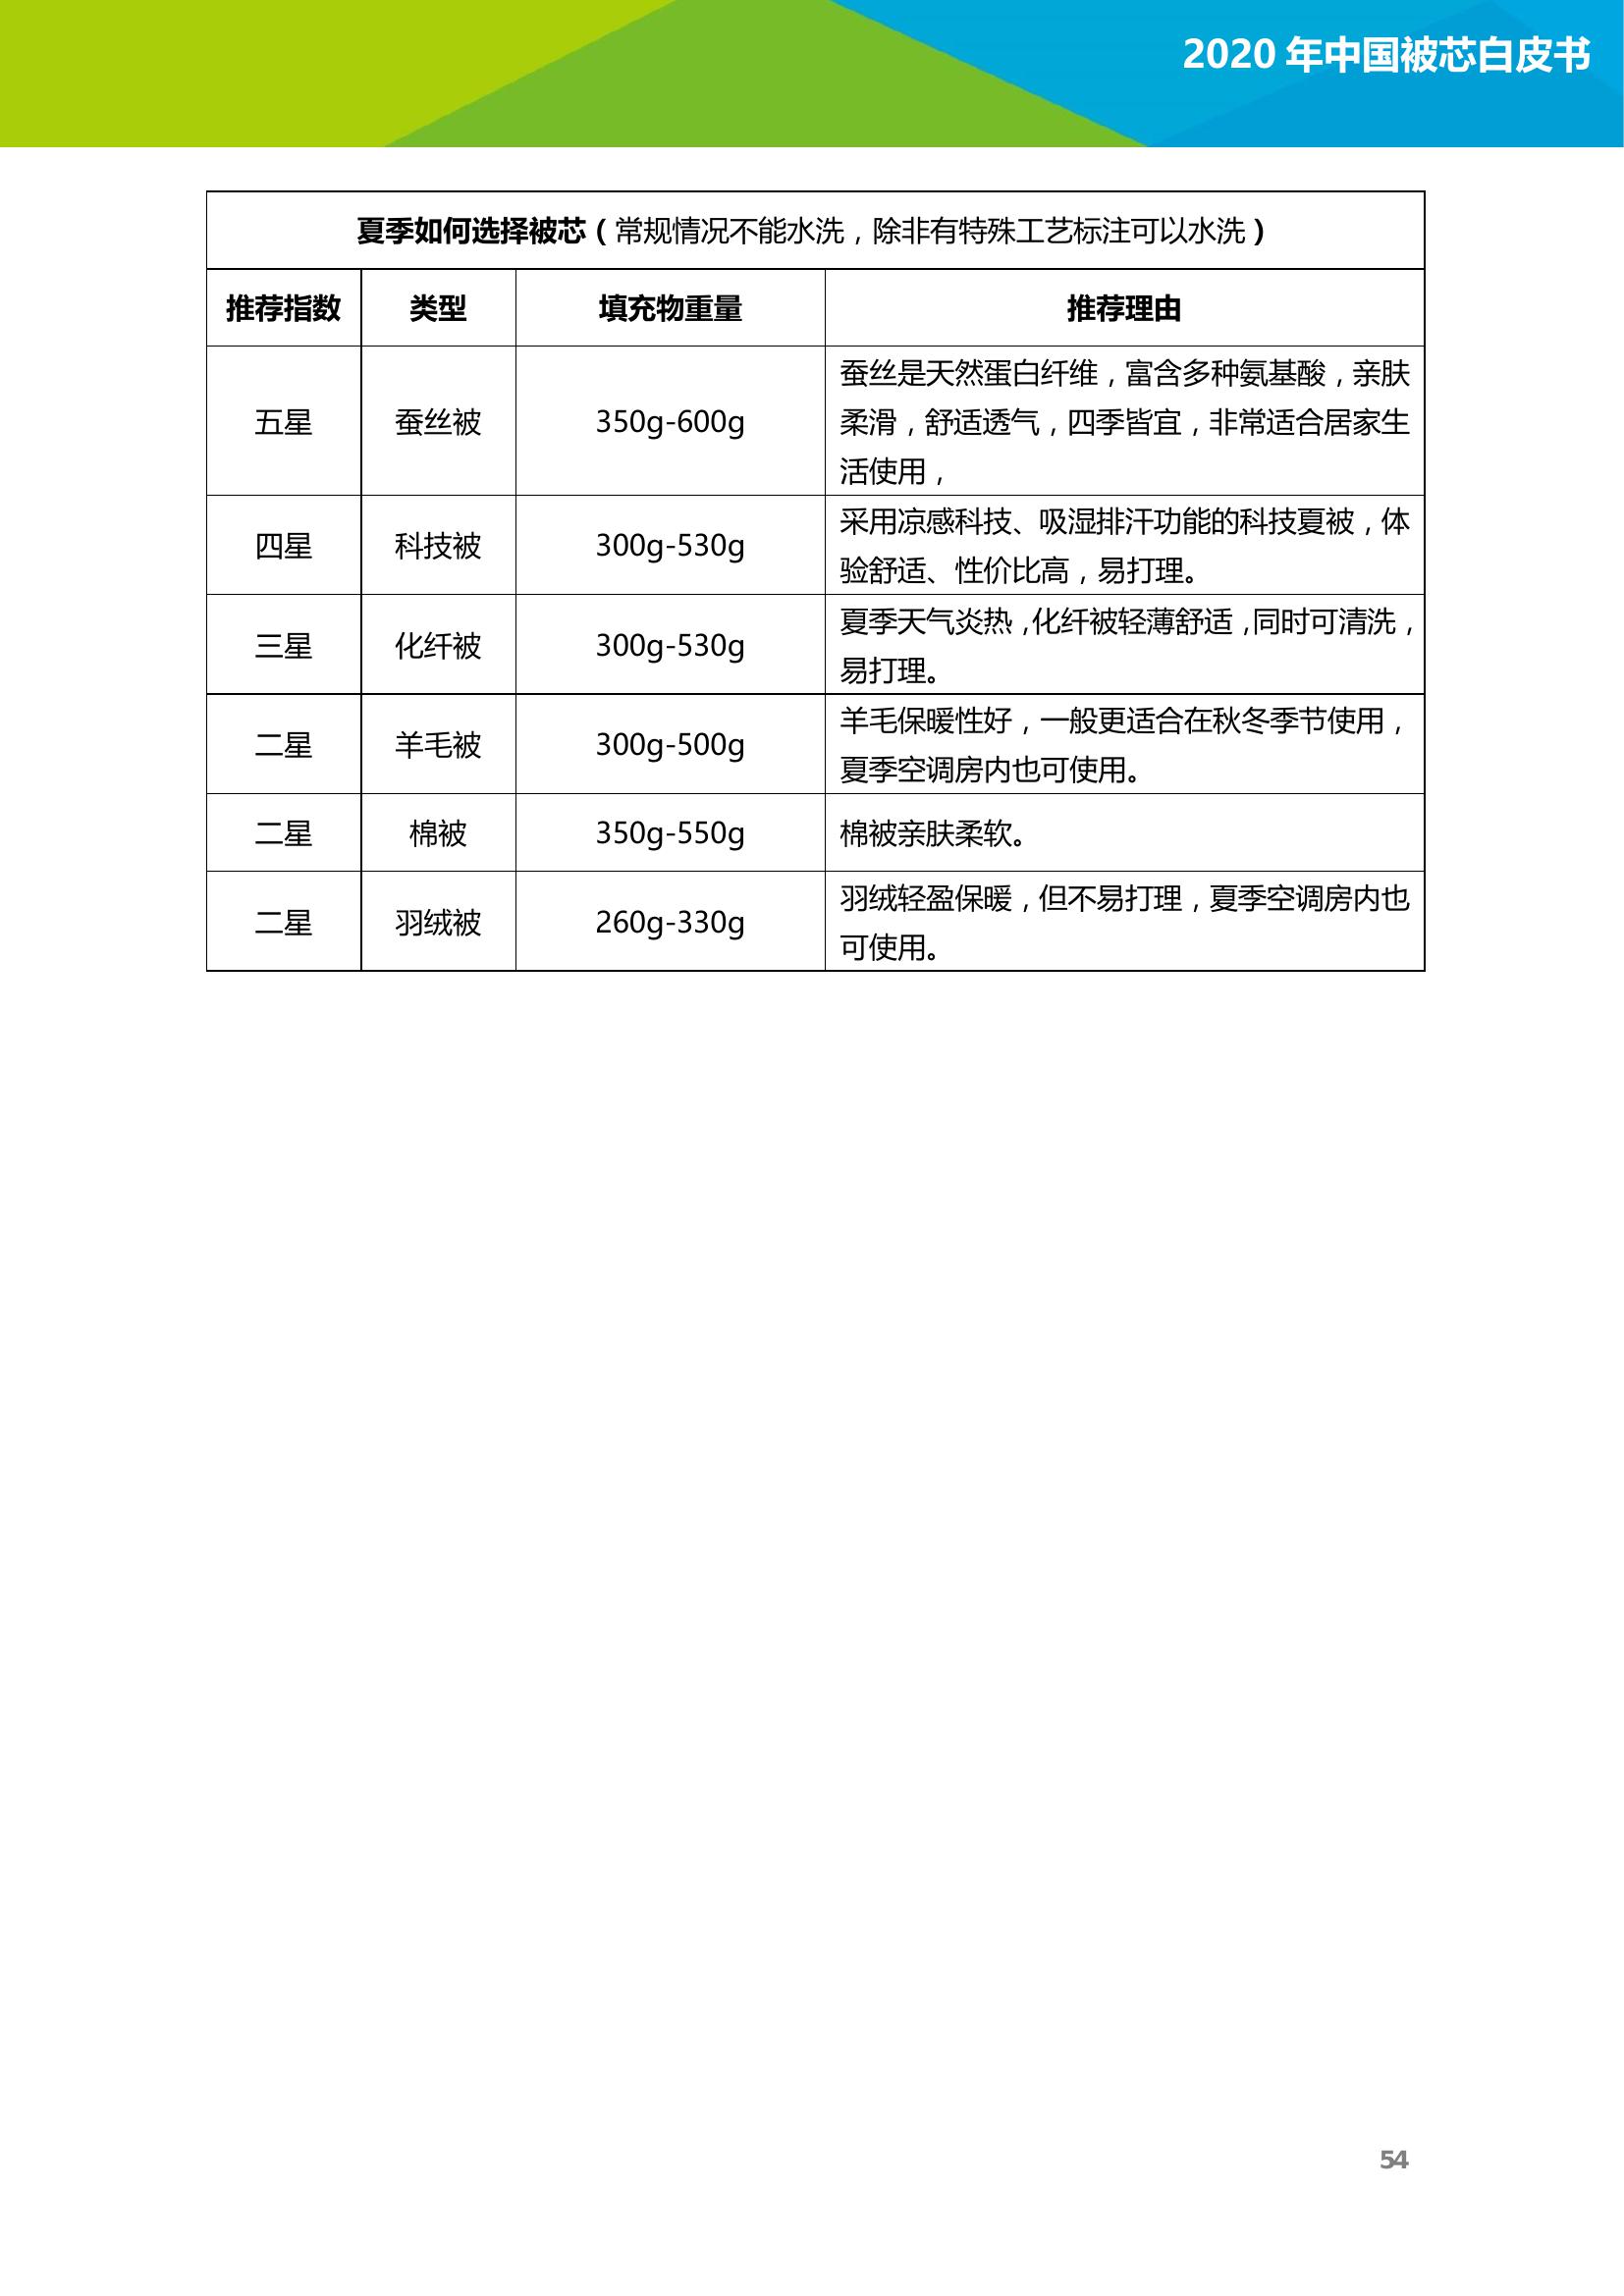 2020 年中国被芯白皮书
夏季如何选择被芯（常规情况不能水洗，除非有特殊工艺标注可以水洗）
推荐指数 类型 填充物重量 推荐理由
五星 蚕丝被 350g-600g
蚕丝是天然蛋白纤维，富含多种氨基酸，亲肤
柔滑，舒适透气，四季皆宜，非常适合居家生
活使用，
四星 科技被 300g-530g
采用凉感科技、吸湿排汗功能的科技夏被，体
验舒适、性价比高，易打理。
三星 化纤被 300g-530g
夏季天气炎热，化纤被轻薄舒适，同时可清洗，
易打理。
二星 羊毛被 300g-500g
羊毛保暖性好，一般更适合在秋冬季节使用，
夏季空调房内也可使用。
二星 棉被 350g-550g 棉被亲肤柔软。
二星 羽绒被 260g-330g
羽绒轻盈保暖，但不易打理，夏季空调房内也
可使用。
54